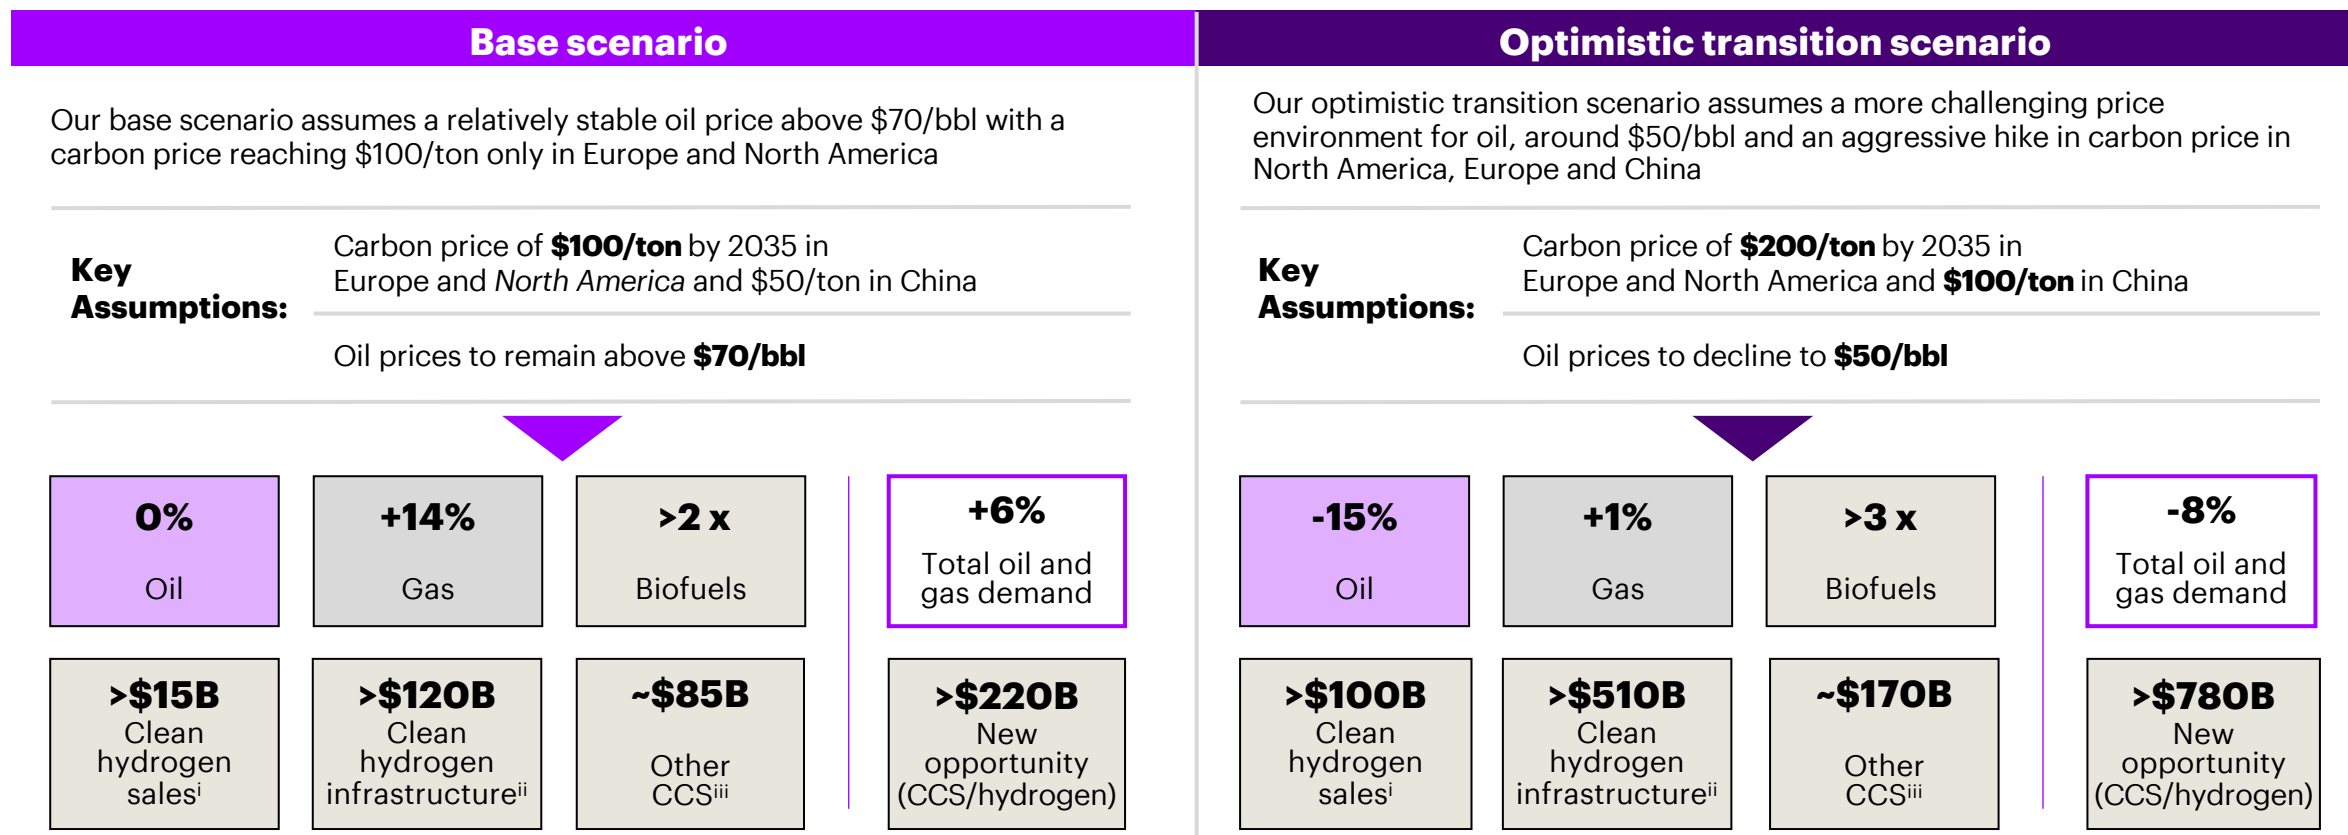 Base scenario
Our base scenario assumes a relatively stable oil price above $70/bbl with a
carbon price reaching $100/ton only in Europe and North America
Key
Assumptions:
Carbon price of $100/ton by 2035 in
Europe and North America and $50/ton in China
Oil prices to remain above $70/bbl
0%
Oil
+14%
Gas
>2 x
Biofuels
+6%
Total oil and
gas demand
>$15B
Clean
hydrogen
salesⁱ
>$120B
Clean
hydrogen
infrastructureⁱⁱ
~$85B
Other
CCSⁱⁱⁱ
>$220B
New
opportunity
(CCS/hydrogen)
Optimistic transition scenario
Our optimistic transition scenario assumes a more challenging price
environment for oil, around $50/bbl and an aggressive hike in carbon price in
North America, Europe and China
Key
Assumptions:
Carbon price of $200/ton by 2035 in
Europe and North America and $100/ton in China
Oil prices to decline to $50/bbl
-15%
Oil
+1%
Gas
>3 x
Biofuels
-8%
Total oil and
gas demand
>$100B
Clean
hydrogen
salesⁱ
>$510B
Clean
hydrogen
infrastructureⁱⁱ
~$170B
Other
CCSⁱⁱⁱ
>$780B
New
opportunity
(CCS/hydrogen)